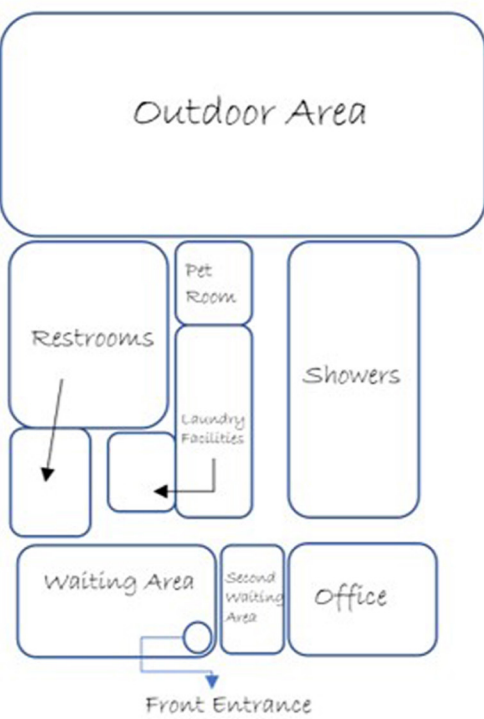 Outdoor Area
Pet
Room
Restrooms
Showers
Laundry
Facilities
Waiting Area
Second
Waiting
Area
Office
Front Entrance